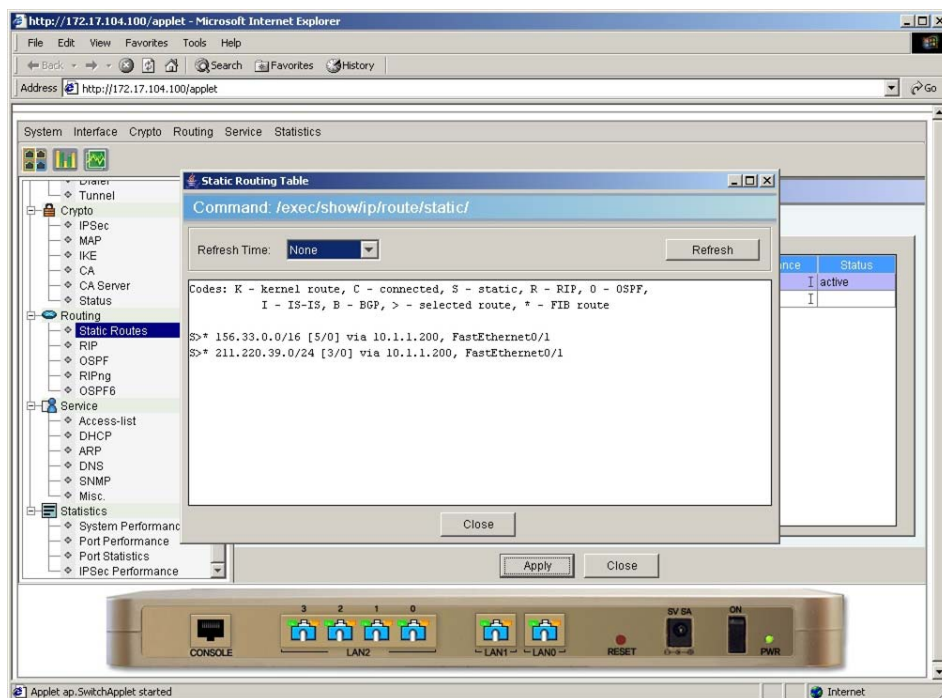 http://172.17.104.100/applet - Microsoft Internet Explorer
File Edit View Favorites Tools Help
Back Search Favorites History
Address http://172.17.104.100/applet Go
System Interface Crypto Routing Service Statistics
Tunnel
Crypto
IPSec
MAP
IKE
CA
CA Server
Status
Routing
Static Routes
RIP
OSPF
RIPng
OSPF6
Service
Access-list
DHCP
ARP
DNS
SNMP
Misc.
Statistics
System Performanc
Port Performance
Port Statistics
IPSec Performance
Static Routing Table
Command: /exec/show/ip/route/static/
Refresh Time: None Refresh
Codes: K - kernel route, C - connected, S - static, R - RIP, O - OSPF,
I - IS-IS, B - BGP, > - selected route, * - FIB route
S>* 156.33.0.0/16 [5/0] via 10.1.1.200, FastEthernet0/1
S>* 211.220.39.0/24 [3/0] via 10.1.1.200, FastEthernet0/1
Close
nce Status
active
Apply Close
CONSOLE
3 2 1 0
LAN2
LAN1 LAN0
RESET
5V 5A
ON
PWR
Applet ap.SwitchApplet started
Internet